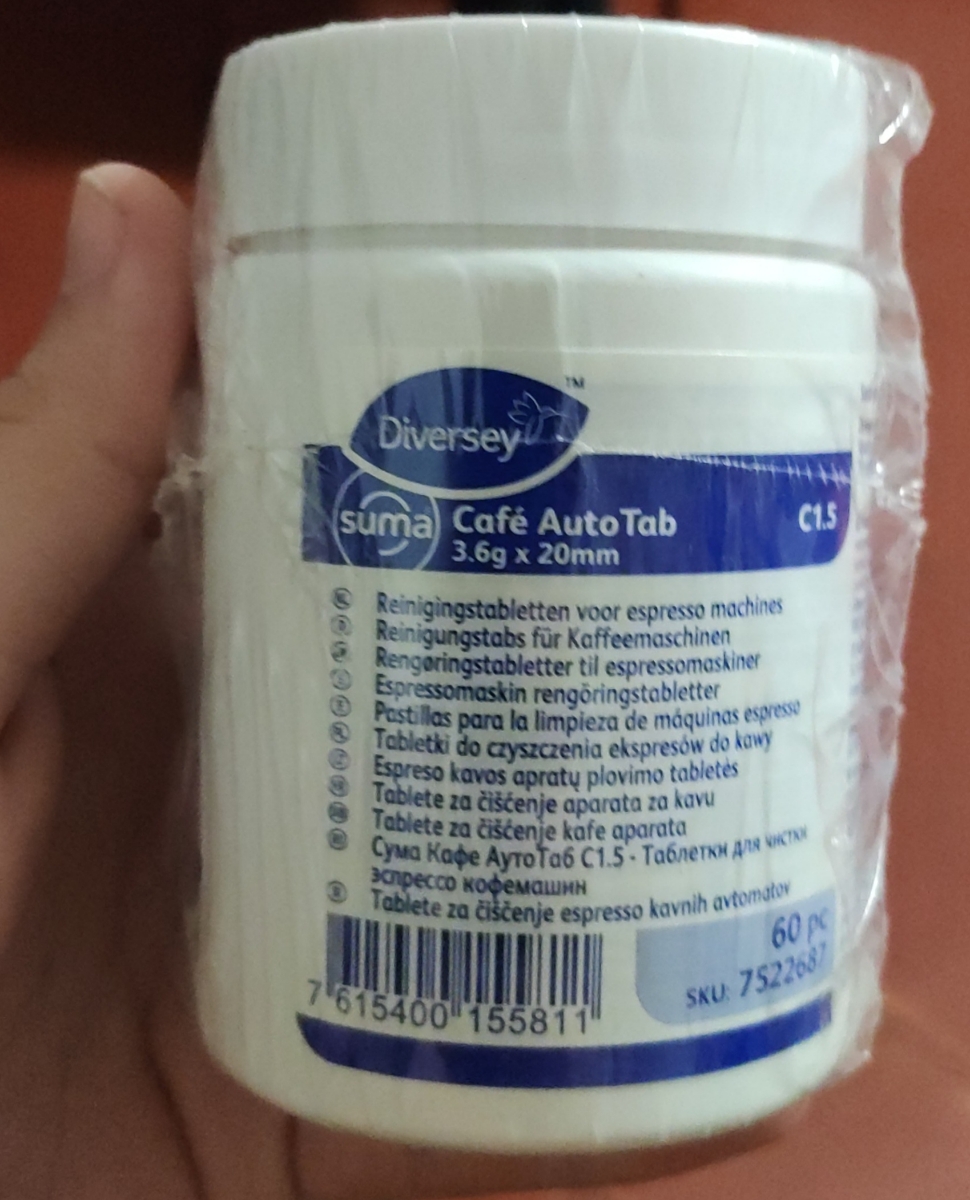 Diversey™
suma Café AutoTab C1.5
3.6g x 20mm
Reinigingstabletten voor espresso machines
Reinigungstabs für Kaffeemaschinen
Rengøringstabletter til espressomaskiner
Espressomaskin rengöringstabletter
Pastillas para la limpieza de máquinas espresso
Tabletki do czyszczenia ekspresów do kawy
Espreso kavos apratų plovimo tabletės
Tablete za čišćenje aparata za kavu
Tablete za čišćenje kafe aparata
Сума Кафе АутоТаб C1.5 - Таблетки для чистки
эспрессо кофемашин
Tablete za čiščenje espresso kavnih avtomatov
60 pc
SKU: 7522687
7 615400 155811